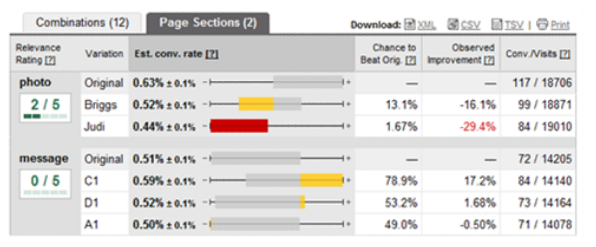 Combinations (12) Page Sections (2) Download: XML CSV TSV | Print
Relevance Rating [?] Variation Est. conv. rate [?] Chance to Beat Orig. [?] Observed Improvement [?] Conv./Visits [?]
photo Original 0.63% ± 0.1% — — 117 / 18706
2 / 5 Briggs 0.52% ± 0.1% 13.1% -16.1% 99 / 18871
Judi 0.44% ± 0.1% 1.67% -29.4% 84 / 19010
message Original 0.51% ± 0.1% — — 72 / 14205
0 / 5 C1 0.59% ± 0.1% 78.9% 17.2% 84 / 14140
D1 0.52% ± 0.1% 53.2% 1.68% 73 / 14164
A1 0.50% ± 0.1% 49.0% -0.50% 71 / 14078